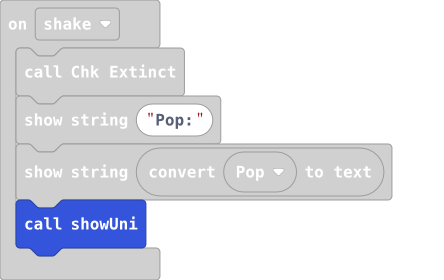 on shake
call Chk Extinct
show string "Pop:"
show string convert Pop to text
call showUni